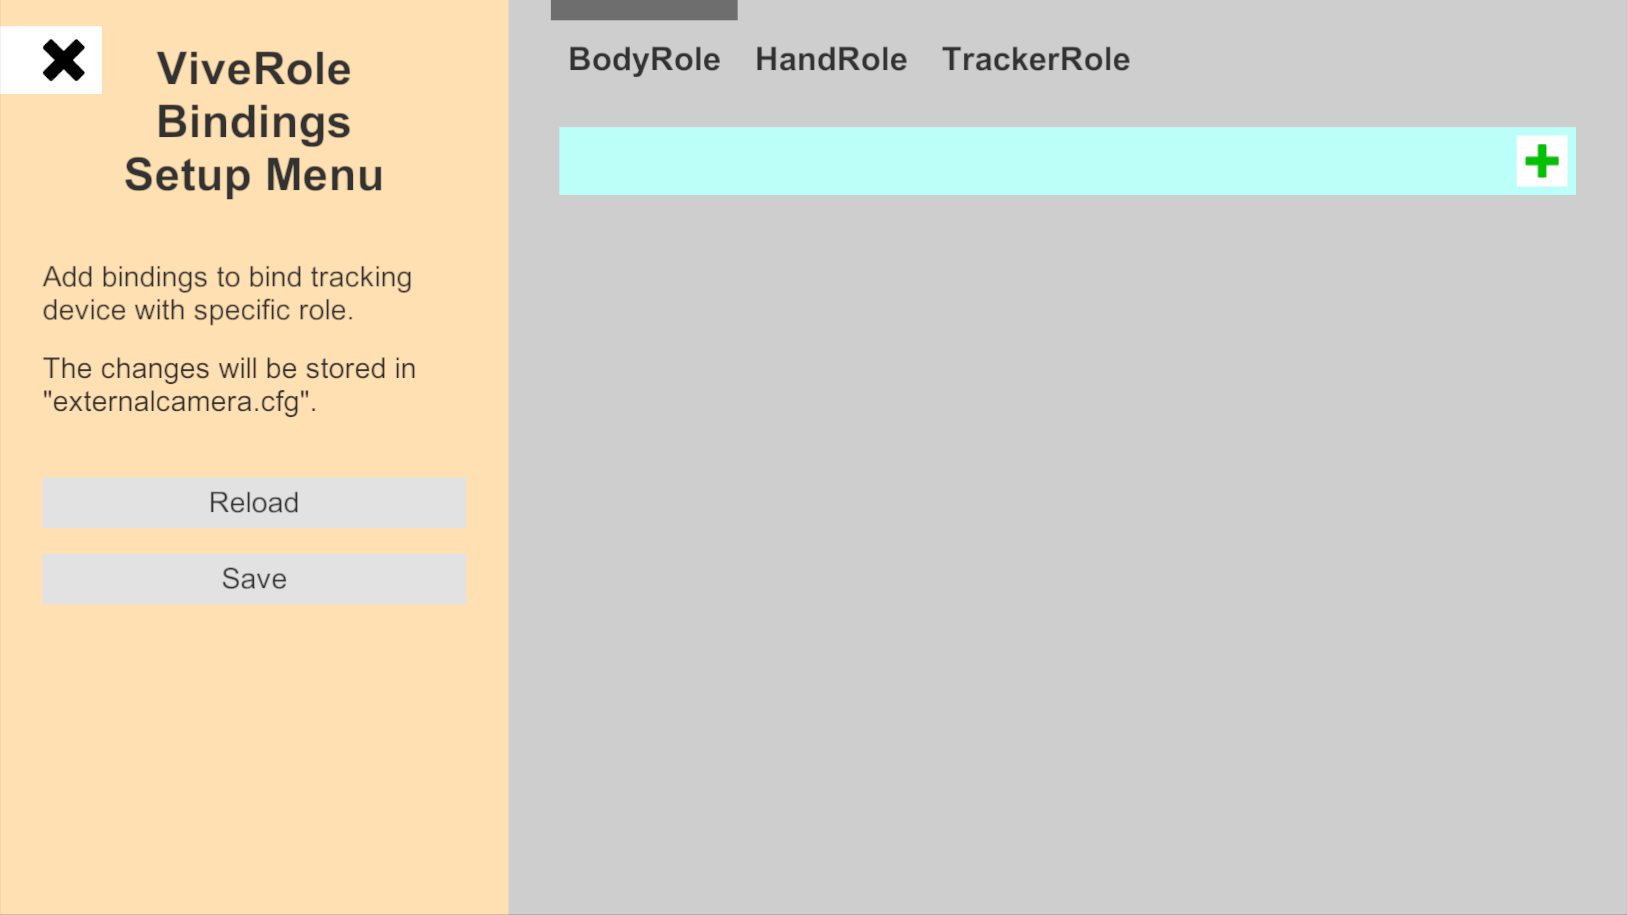 ViveRole
Bindings
Setup Menu
Add bindings to bind tracking
device with specific role.
The changes will be stored in
"externalcamera.cfg".
Reload
Save
BodyRole HandRole TrackerRole